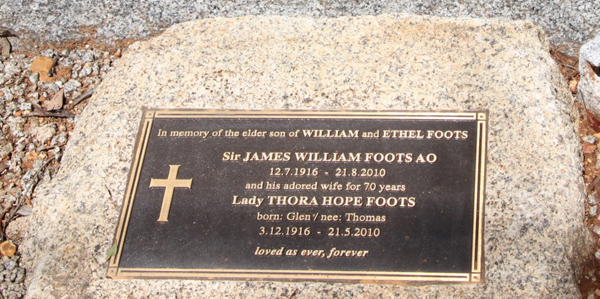 In memory of the elder son of WILLIAM and ETHEL FOOTS
Sir JAMES WILLIAM FOOTS AO
12.7.1916 - 21.8.2010
and his adored wife for 70 years
Lady THORA HOPE FOOTS
born: Glen / nee: Thomas
3.12.1916 - 21.5.2010
loved as ever, forever